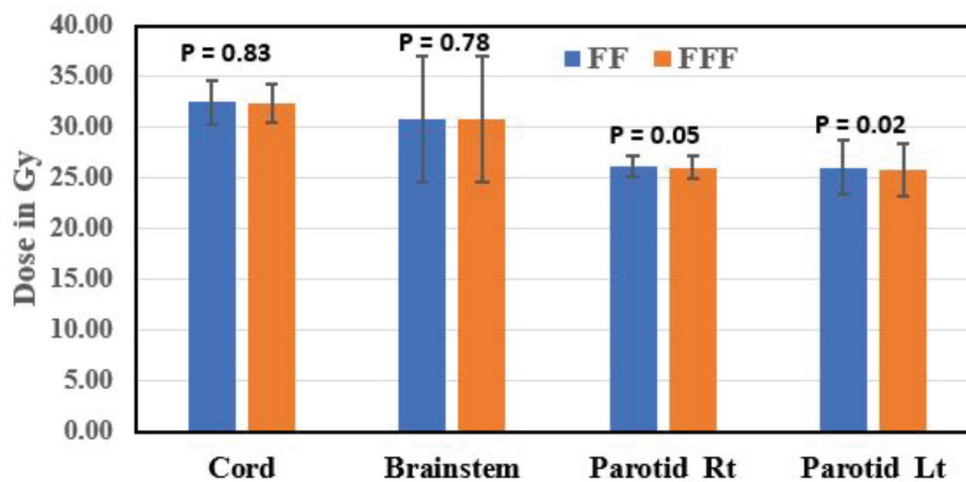 40.00
35.00
30.00
25.00
20.00
15.00
10.00
5.00
0.00
Dose in Gy
P = 0.83
P = 0.78
P = 0.05
P = 0.02
FF FFF
Cord Brainstem Parotid Rt Parotid Lt